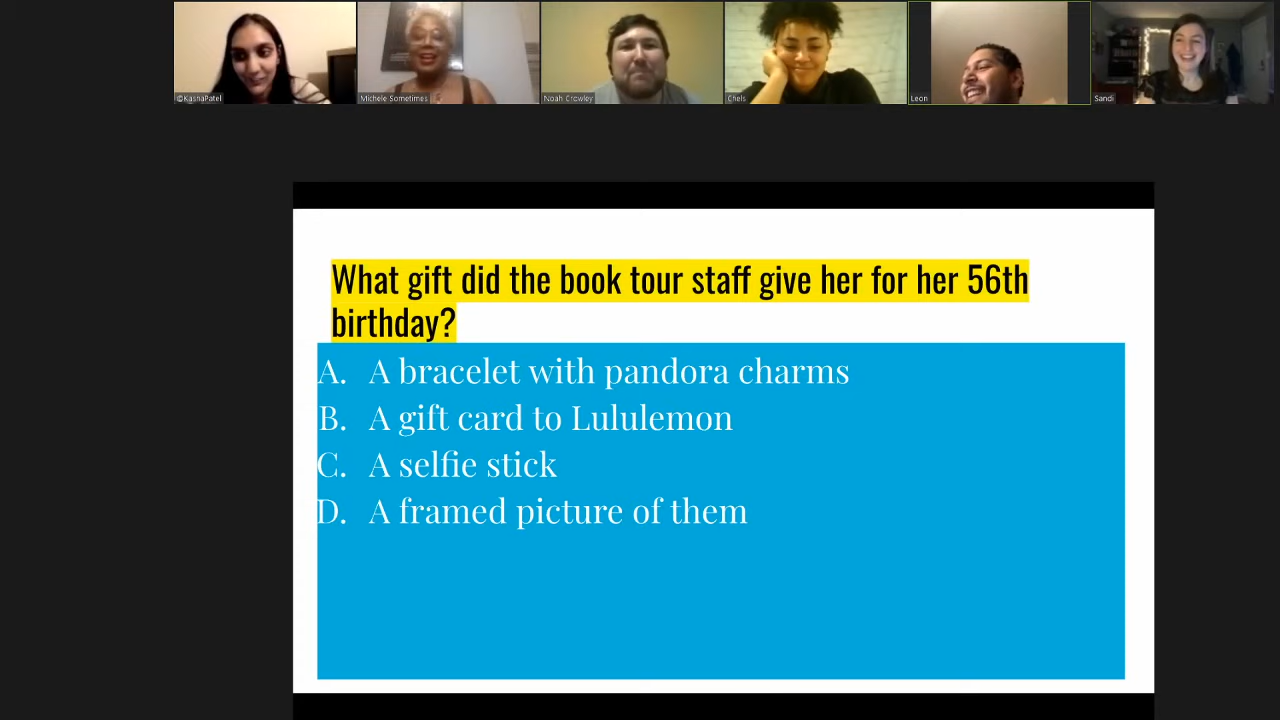 ©KashaPatel
Michele Sometimes
Noah Crowley
Chels
Leon
Sandi
What gift did the book tour staff give her for her 56th
birthday?
A. A bracelet with pandora charms
B. A gift card to Lululemon
C. A selfie stick
D. A framed picture of them